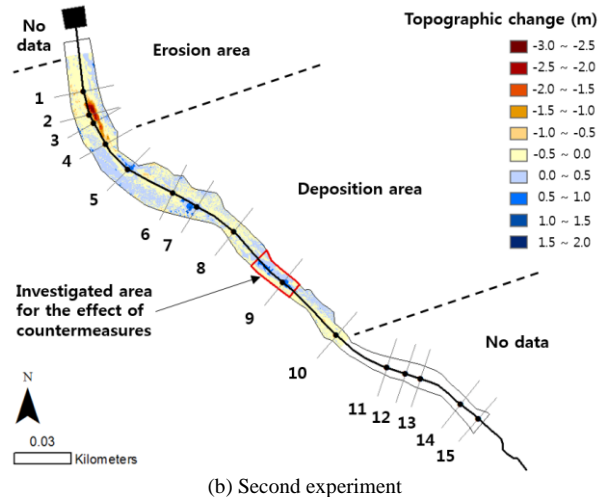 Topographic change (m)
No
data
Erosion area
-3.0 ~ -2.5
-2.5 ~ -2.0
-2.0 ~ -1.5
-1.5 ~ -1.0
-1.0 ~ -0.5
-0.5 ~ 0.0
0.0 ~ 0.5
0.5 ~ 1.0
1.0 ~ 1.5
1.5 ~ 2.0
1
2
3
4
5
6
7
8
9
10
11
12
13
14
15
Deposition area
Investigated area
for the effect of
countermeasures
No data
N
0.03
Kilometers
(b) Second experiment